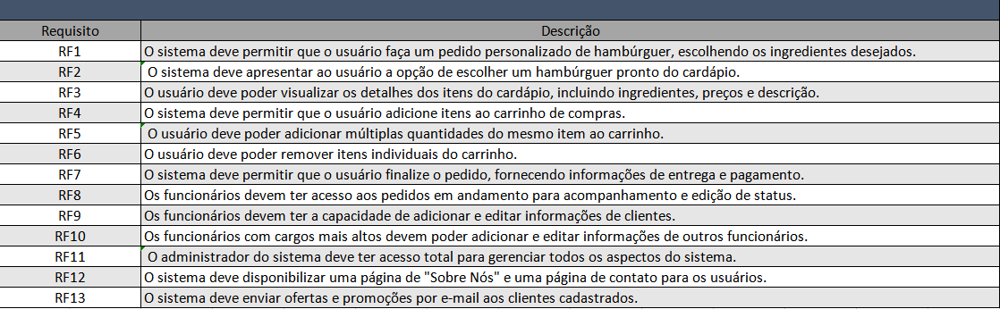 Requisito Descrição
RF1 O sistema deve permitir que o usuário faça um pedido personalizado de hambúrguer, escolhendo os ingredientes desejados.
RF2 O sistema deve apresentar ao usuário a opção de escolher um hambúrguer pronto do cardápio.
RF3 O usuário deve poder visualizar os detalhes dos itens do cardápio, incluindo ingredientes, preços e descrição.
RF4 O sistema deve permitir que o usuário adicione itens ao carrinho de compras.
RF5 O usuário deve poder adicionar múltiplas quantidades do mesmo item ao carrinho.
RF6 O usuário deve poder remover itens individuais do carrinho.
RF7 O sistema deve permitir que o usuário finalize o pedido, fornecendo informações de entrega e pagamento.
RF8 Os funcionários devem ter acesso aos pedidos em andamento para acompanhamento e edição de status.
RF9 Os funcionários devem ter a capacidade de adicionar e editar informações de clientes.
RF10 Os funcionários com cargos mais altos devem poder adicionar e editar informações de outros funcionários.
RF11 O administrador do sistema deve ter acesso total para gerenciar todos os aspectos do sistema.
RF12 O sistema deve disponibilizar uma página de "Sobre Nós" e uma página de contato para os usuários.
RF13 O sistema deve enviar ofertas e promoções por e-mail aos clientes cadastrados.